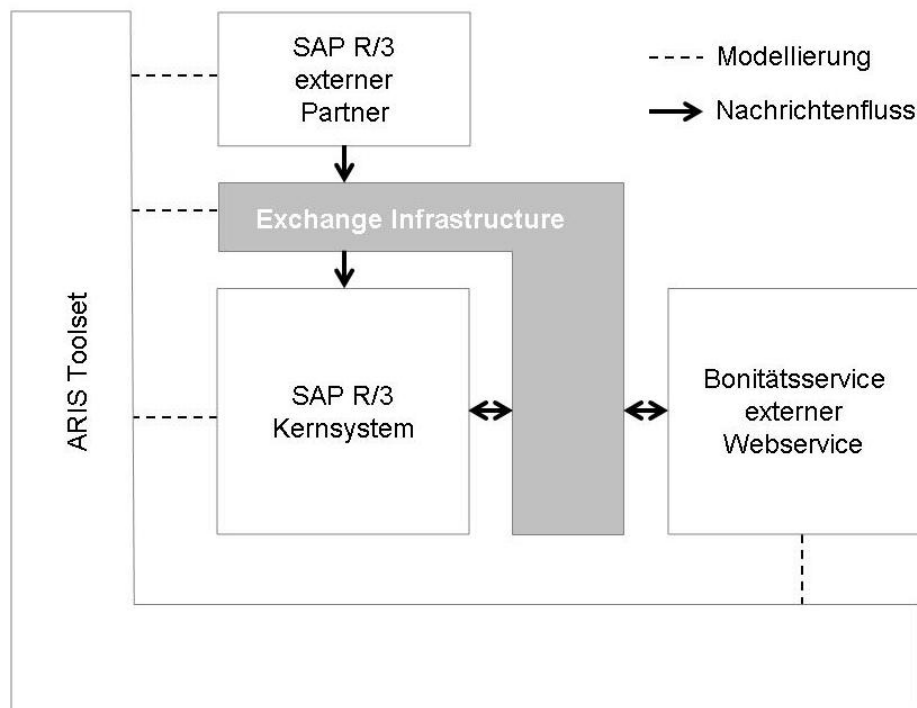 SAP R/3
externer
Partner
Modellierung
Nachrichtenfluss
Exchange Infrastructure
ARIS Toolset
SAP R/3
Kernsystem
Bonitätsservice
externer
Webservice